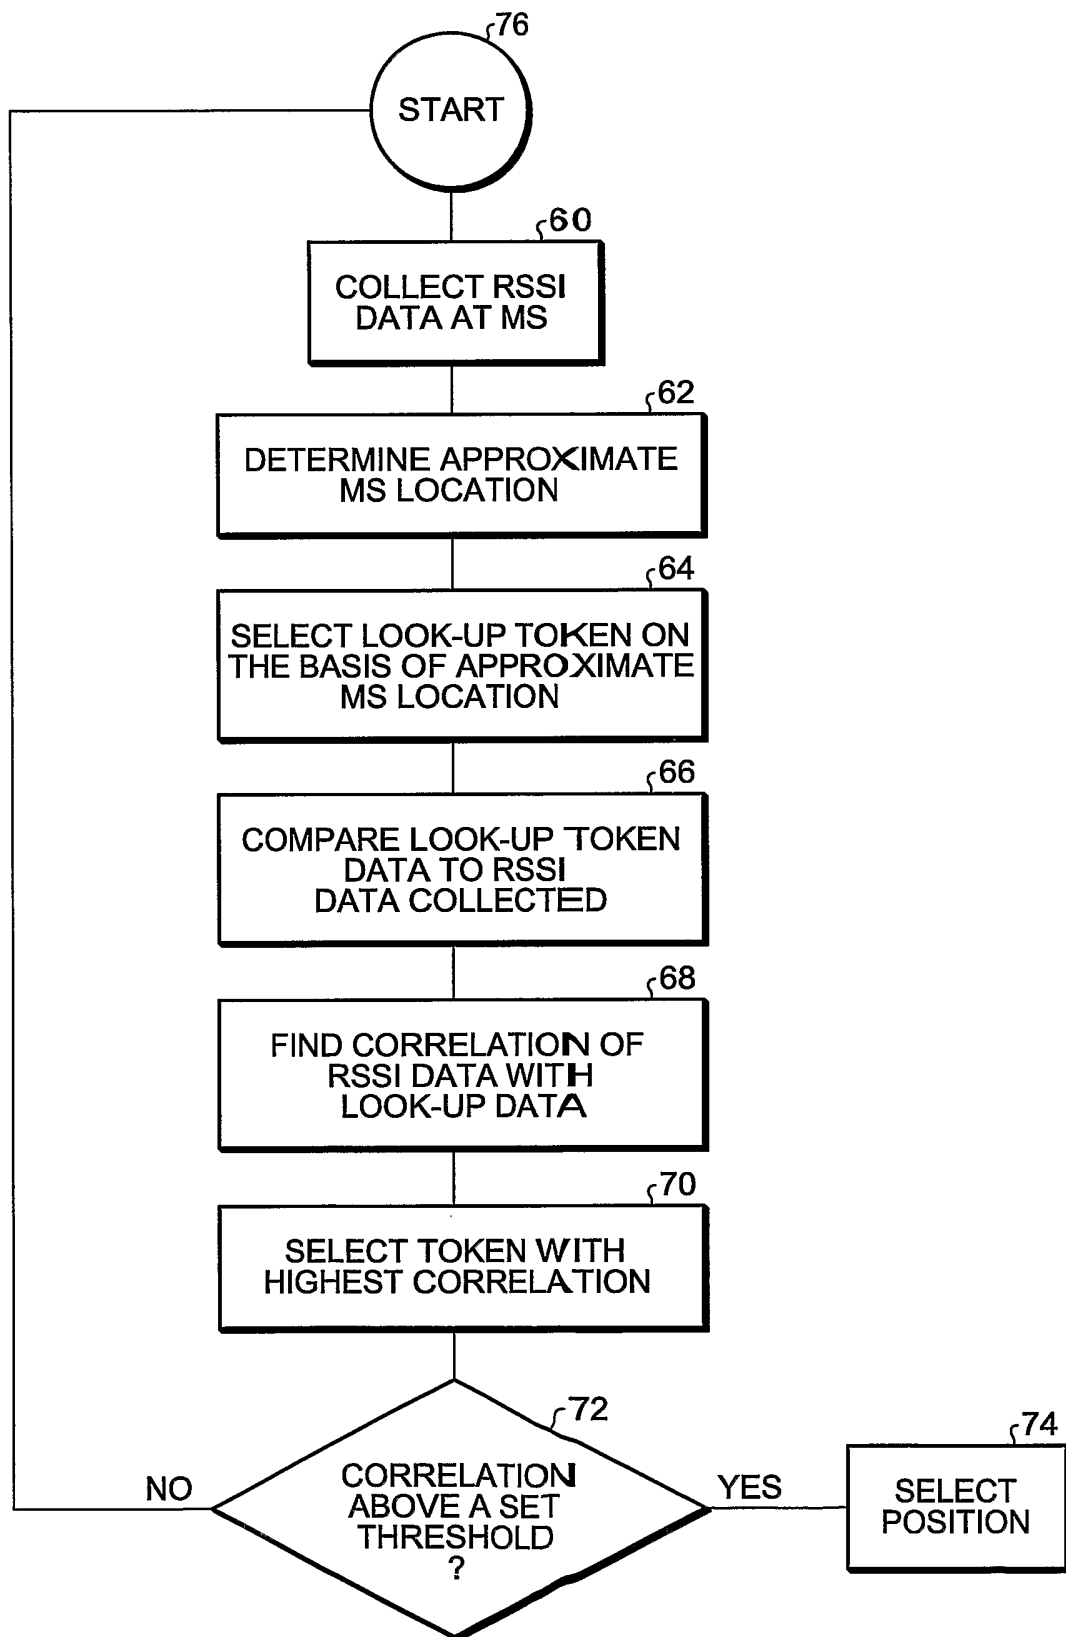 76
START
60
COLLECT RSSI
DATA AT MS
62
DETERMINE APPROXIMATE
MS LOCATION
64
SELECT LOOK-UP TOKEN ON
THE BASIS OF APPROXIMATE
MS LOCATION
66
COMPARE LOOK-UP TOKEN
DATA TO RSSI
DATA COLLECTED
68
FIND CORRELATION OF
RSSI DATA WITH
LOOK-UP DATA
70
SELECT TOKEN WITH
HIGHEST CORRELATION
72
CORRELATION
ABOVE A SET
THRESHOLD
?
NO
YES
74
SELECT
POSITION